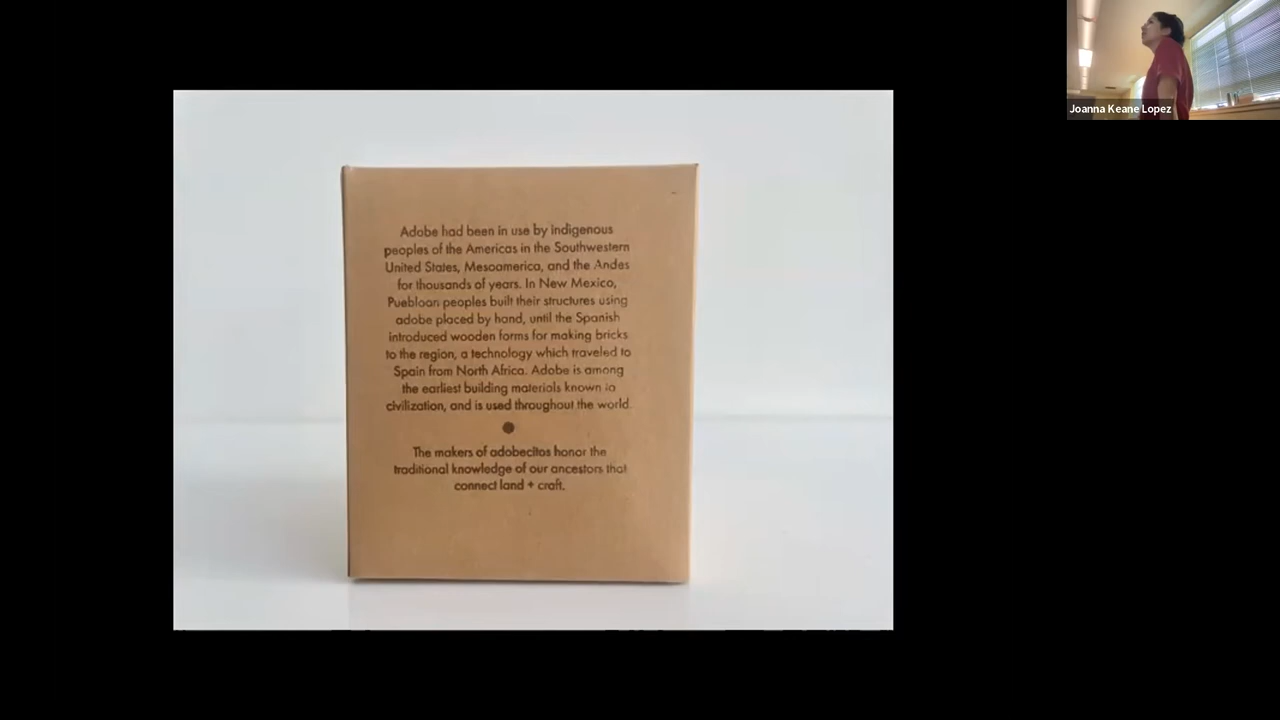 Adobe had been in use by indigenous
peoples of the Americas in the Southwestern
United States, Mesoamerica, and the Andes
for thousands of years. In New Mexico,
Puebloan peoples built their structures using
adobe placed by hand, until the Spanish
introduced wooden forms for making bricks
to the region, a technology which traveled to
Spain from North Africa. Adobe is among
the earliest building materials known in
civilization, and is used throughout the world.
The makers of adobecitos honor the
traditional knowledge of our ancestors that
connect land + craft.
Joanna Keane Lopez